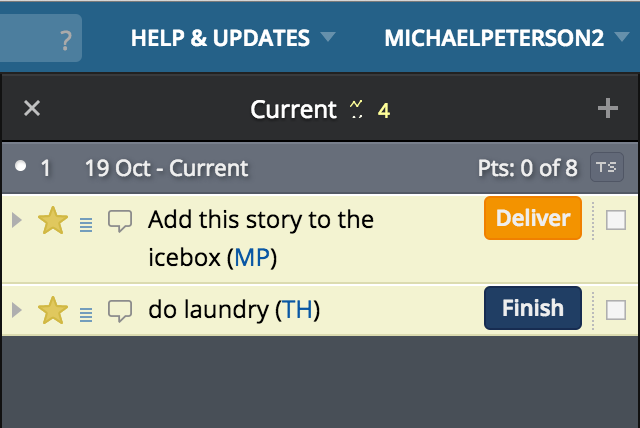 ? HELP & UPDATES MICHAELPETERSON2
× Current 4 +
1 19 Oct - Current Pts: 0 of 8 TS
Add this story to the Deliver
icebox (MP)
do laundry (TH) Finish